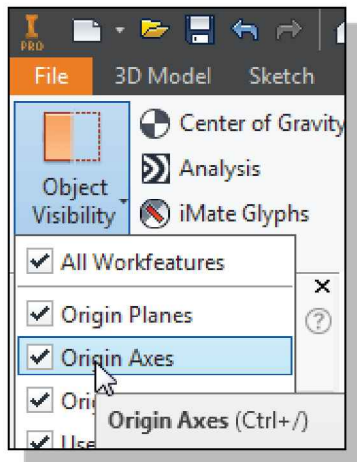 I
PRO
File 3D Model Sketch
Object Visibility
Center of Gravity
Analysis
iMate Glyphs
All Workfeatures
Origin Planes
Origin Axes
Origin Axes (Ctrl+/)